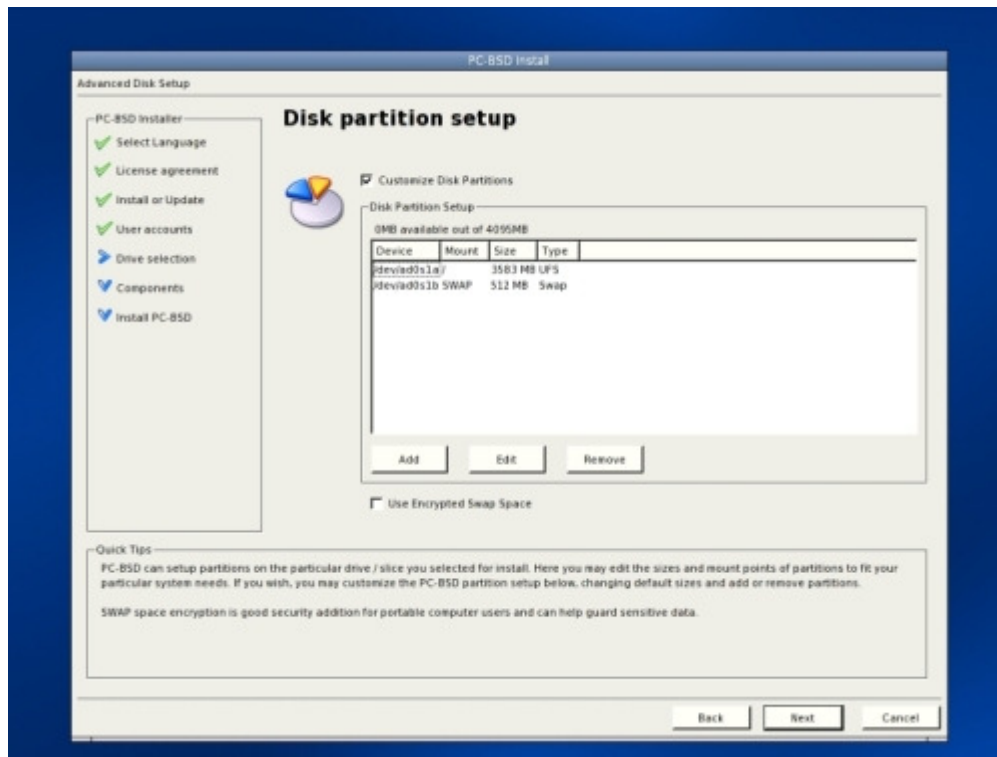 PC-BSD Install
Advanced Disk Setup
PC-BSD Installer
Select Language
License agreement
Install or Update
User accounts
Drive selection
Components
Install PC-BSD
Disk partition setup
Customize Disk Partitions
Disk Partition Setup
0MB available out of 4095MB
Device Mount Size Type
/dev/ad0s1a / 3583 MB UFS
/dev/ad0s1b SWAP 512 MB Swap
Add Edit Remove
Use Encrypted Swap Space
Quick Tips
PC-BSD can setup partitions on the particular drive / slice you selected for install. Here you may edit the sizes and mount points of partitions to fit your
particular system needs. If you wish, you may customize the PC-BSD partition setup below, changing default sizes and add or remove partitions.
SWAP space encryption is good security addition for portable computer users and can help guard sensitive data.
Back Next Cancel